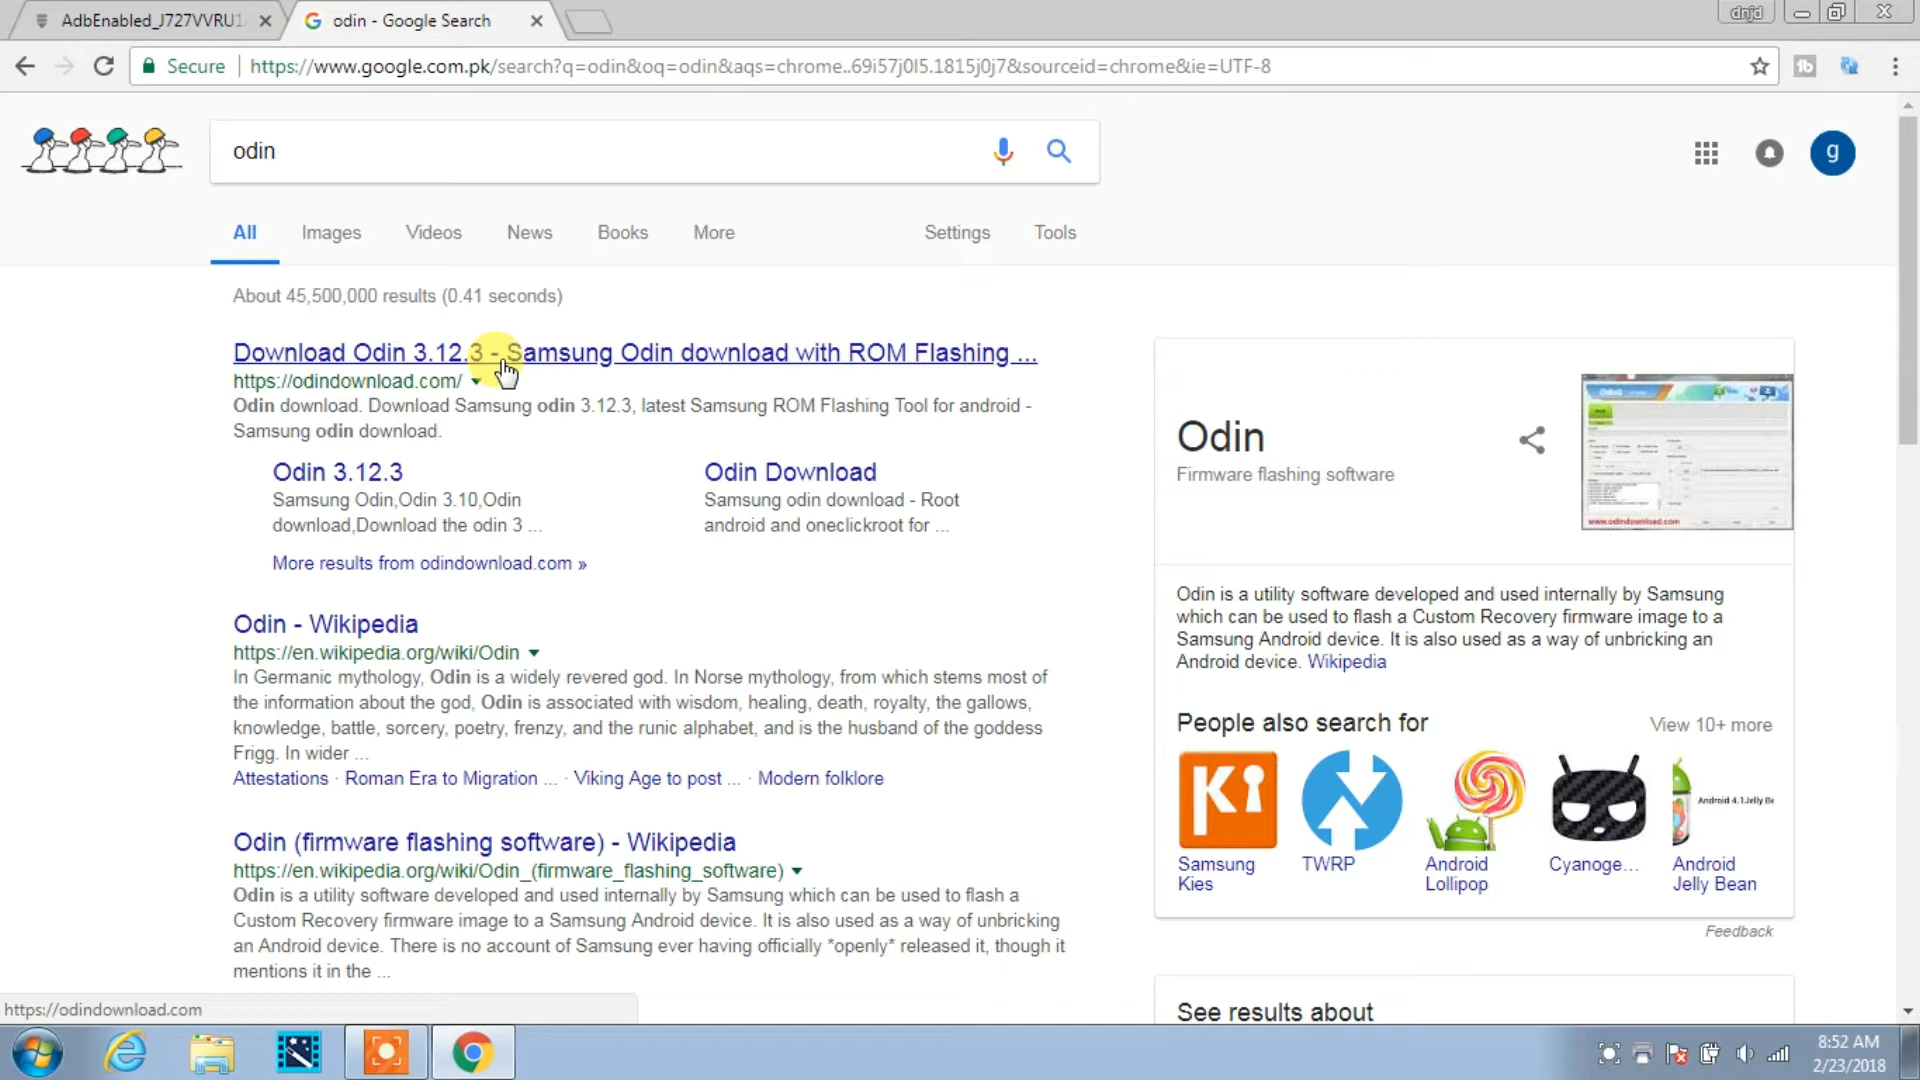 AdbEnabled_J727VVRU1
odin - Google Search
dnjd
Secure
https://www.google.com.pk/search?q=odin&oq=odin&aqs=chrome..69i57j0l5.1815j0j7&sourceid=chrome&ie=UTF-8
odin
g
All
Images
Videos
News
Books
More
Settings
Tools
About 45,500,000 results (0.41 seconds)
Download Odin 3.12.3 - Samsung Odin download with ROM Flashing ...
https://odindownload.com/
Odin download. Download Samsung odin 3.12.3, latest Samsung ROM Flashing Tool for android -
Samsung odin download.
Odin 3.12.3
Samsung Odin,Odin 3.10,Odin
download,Download the odin 3 ...
Odin Download
Samsung odin download - Root
android and oneclickroot for ...
More results from odindownload.com »
Odin - Wikipedia
https://en.wikipedia.org/wiki/Odin
In Germanic mythology, Odin is a widely revered god. In Norse mythology, from which stems most of
the information about the god, Odin is associated with wisdom, healing, death, royalty, the gallows,
knowledge, battle, sorcery, poetry, frenzy, and the runic alphabet, and is the husband of the goddess
Frigg. In wider ...
Attestations · Roman Era to Migration ... · Viking Age to post ... · Modern folklore
Odin (firmware flashing software) - Wikipedia
https://en.wikipedia.org/wiki/Odin_(firmware_flashing_software)
Odin is a utility software developed and used internally by Samsung which can be used to flash a
Custom Recovery firmware image to a Samsung Android device. It is also used as a way of unbricking
an Android device. There is no account of Samsung ever having officially *openly* released it, though it
mentions it in the ...
Odin
Firmware flashing software
www.odindownload.com
Odin is a utility software developed and used internally by Samsung
which can be used to flash a Custom Recovery firmware image to a
Samsung Android device. It is also used as a way of unbricking an
Android device. Wikipedia
People also search for
View 10+ more
Android 4.1 Jelly Be
Samsung
Kies
TWRP
Android
Lollipop
Cyanoge...
Android
Jelly Bean
Feedback
See results about
https://odindownload.com
8:52 AM
2/23/2018